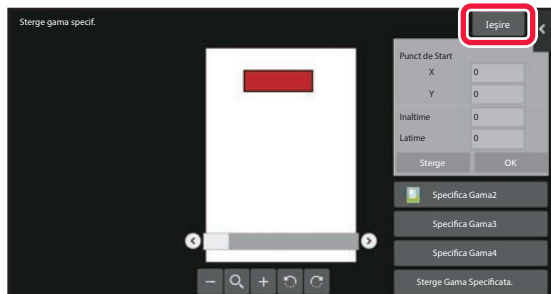 Sterge gama specif.
Ieşire
Punct de Start
X 0
Y 0
Inaltime 0
Latime 0
Sterge OK
Specifica Gama2
Specifica Gama3
Specifica Gama4
Sterge Gama Specificata.